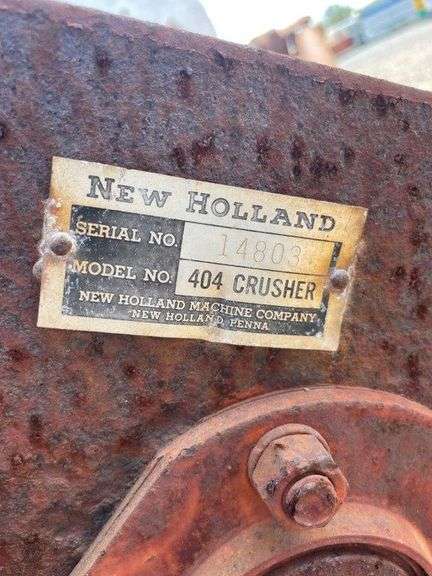 NEW HOLLAND
SERIAL NO. 14803
MODEL NO. 404 CRUSHER
NEW HOLLAND MACHINE COMPANY
NEW HOLLAND PENNA.